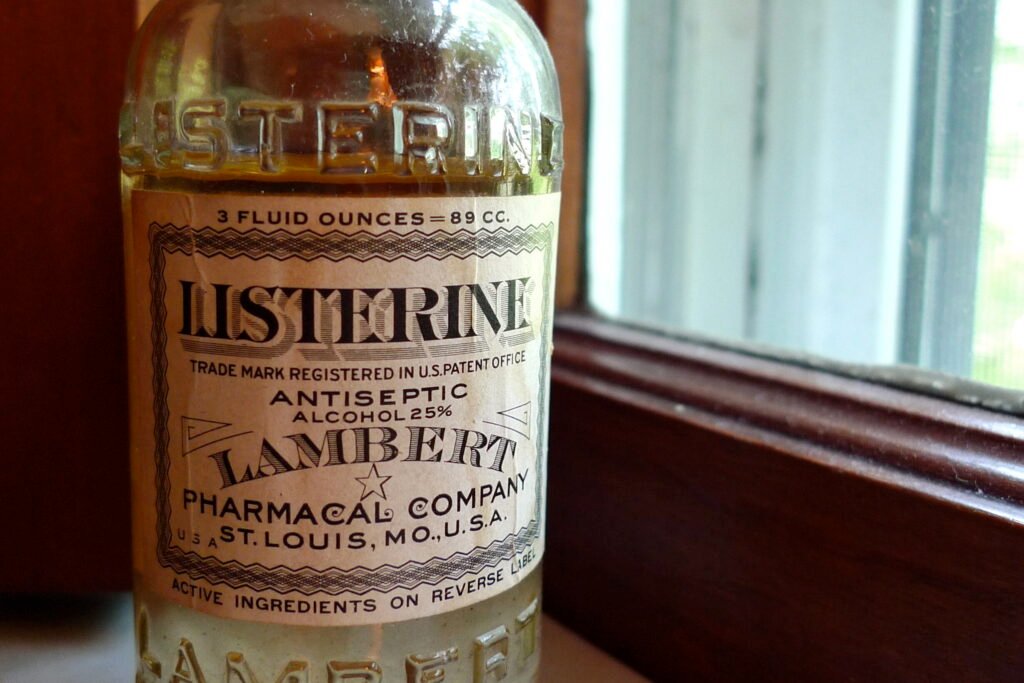 LISTERINE
3 FLUID OUNCES = 89 CC.
LISTERINE
TRADE MARK REGISTERED IN U.S. PATENT OFFICE
ANTISEPTIC
ALCOHOL 25%
LAMBERT
PHARMACAL COMPANY
U S A ST. LOUIS, MO., U.S.A.
ACTIVE INGREDIENTS ON REVERSE LABEL
LAMBERT